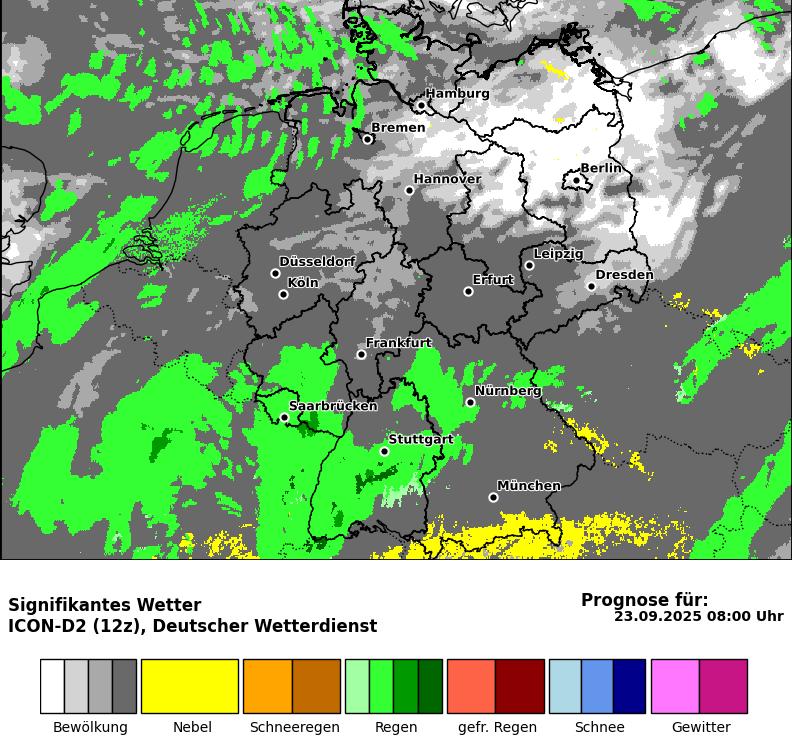 Hamburg
Bremen
Berlin
Hannover
Leipzig
Düsseldorf
Dresden
Köln
Erfurt
Frankfurt
Nürnberg
Saarbrücken
Stuttgart
München
Signifikantes Wetter
ICON-D2 (12z), Deutscher Wetterdienst
Prognose für:
23.09.2025 08:00 Uhr
Bewölkung Nebel Schneeregen Regen gefr. Regen Schnee Gewitter